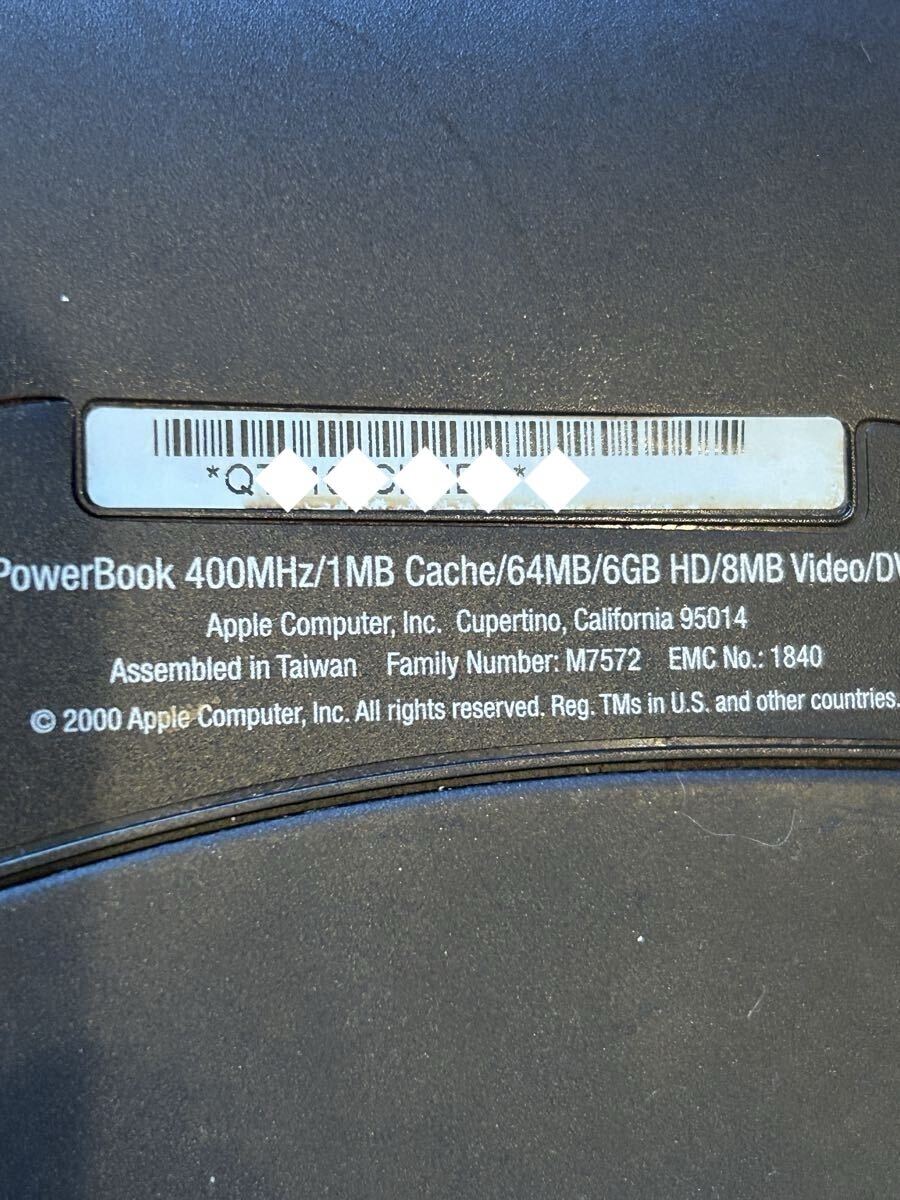 PowerBook 400MHz/1MB Cache/64MB/6GB HD/8MB Video/DV
Apple Computer, Inc. Cupertino, California 95014
Assembled in Taiwan Family Number: M7572 EMC No.: 1840
© 2000 Apple Computer, Inc. All rights reserved. Reg. TMs in U.S. and other countries.